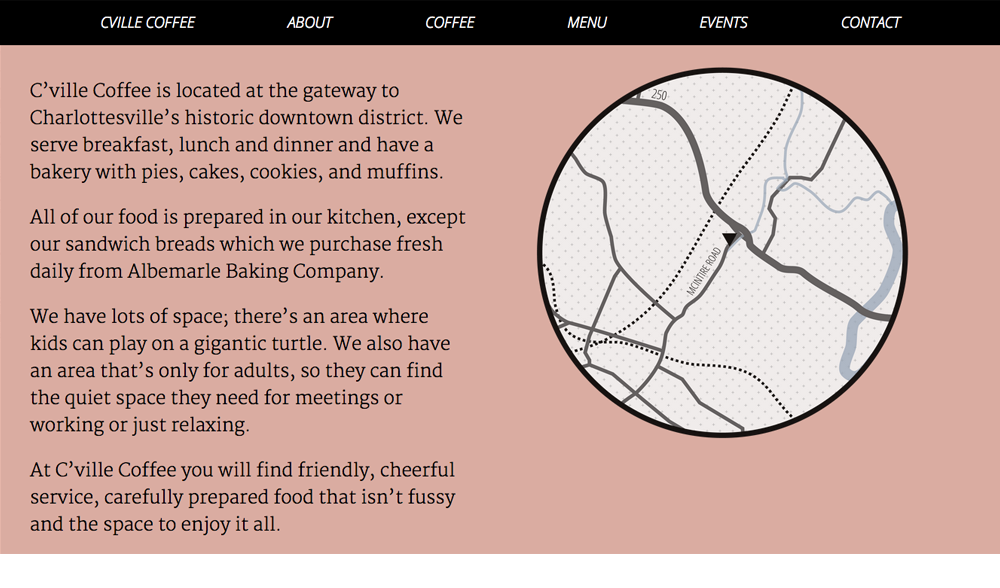 CVILLE COFFEE ABOUT COFFEE MENU EVENTS CONTACT
C’ville Coffee is located at the gateway to
Charlottesville’s historic downtown district. We
serve breakfast, lunch and dinner and have a
bakery with pies, cakes, cookies, and muffins.
All of our food is prepared in our kitchen, except
our sandwich breads which we purchase fresh
daily from Albemarle Baking Company.
We have lots of space; there’s an area where
kids can play on a gigantic turtle. We also have
an area that’s only for adults, so they can find
the quiet space they need for meetings or
working or just relaxing.
At C’ville Coffee you will find friendly, cheerful
service, carefully prepared food that isn’t fussy
and the space to enjoy it all.
250
MCINTIRE ROAD